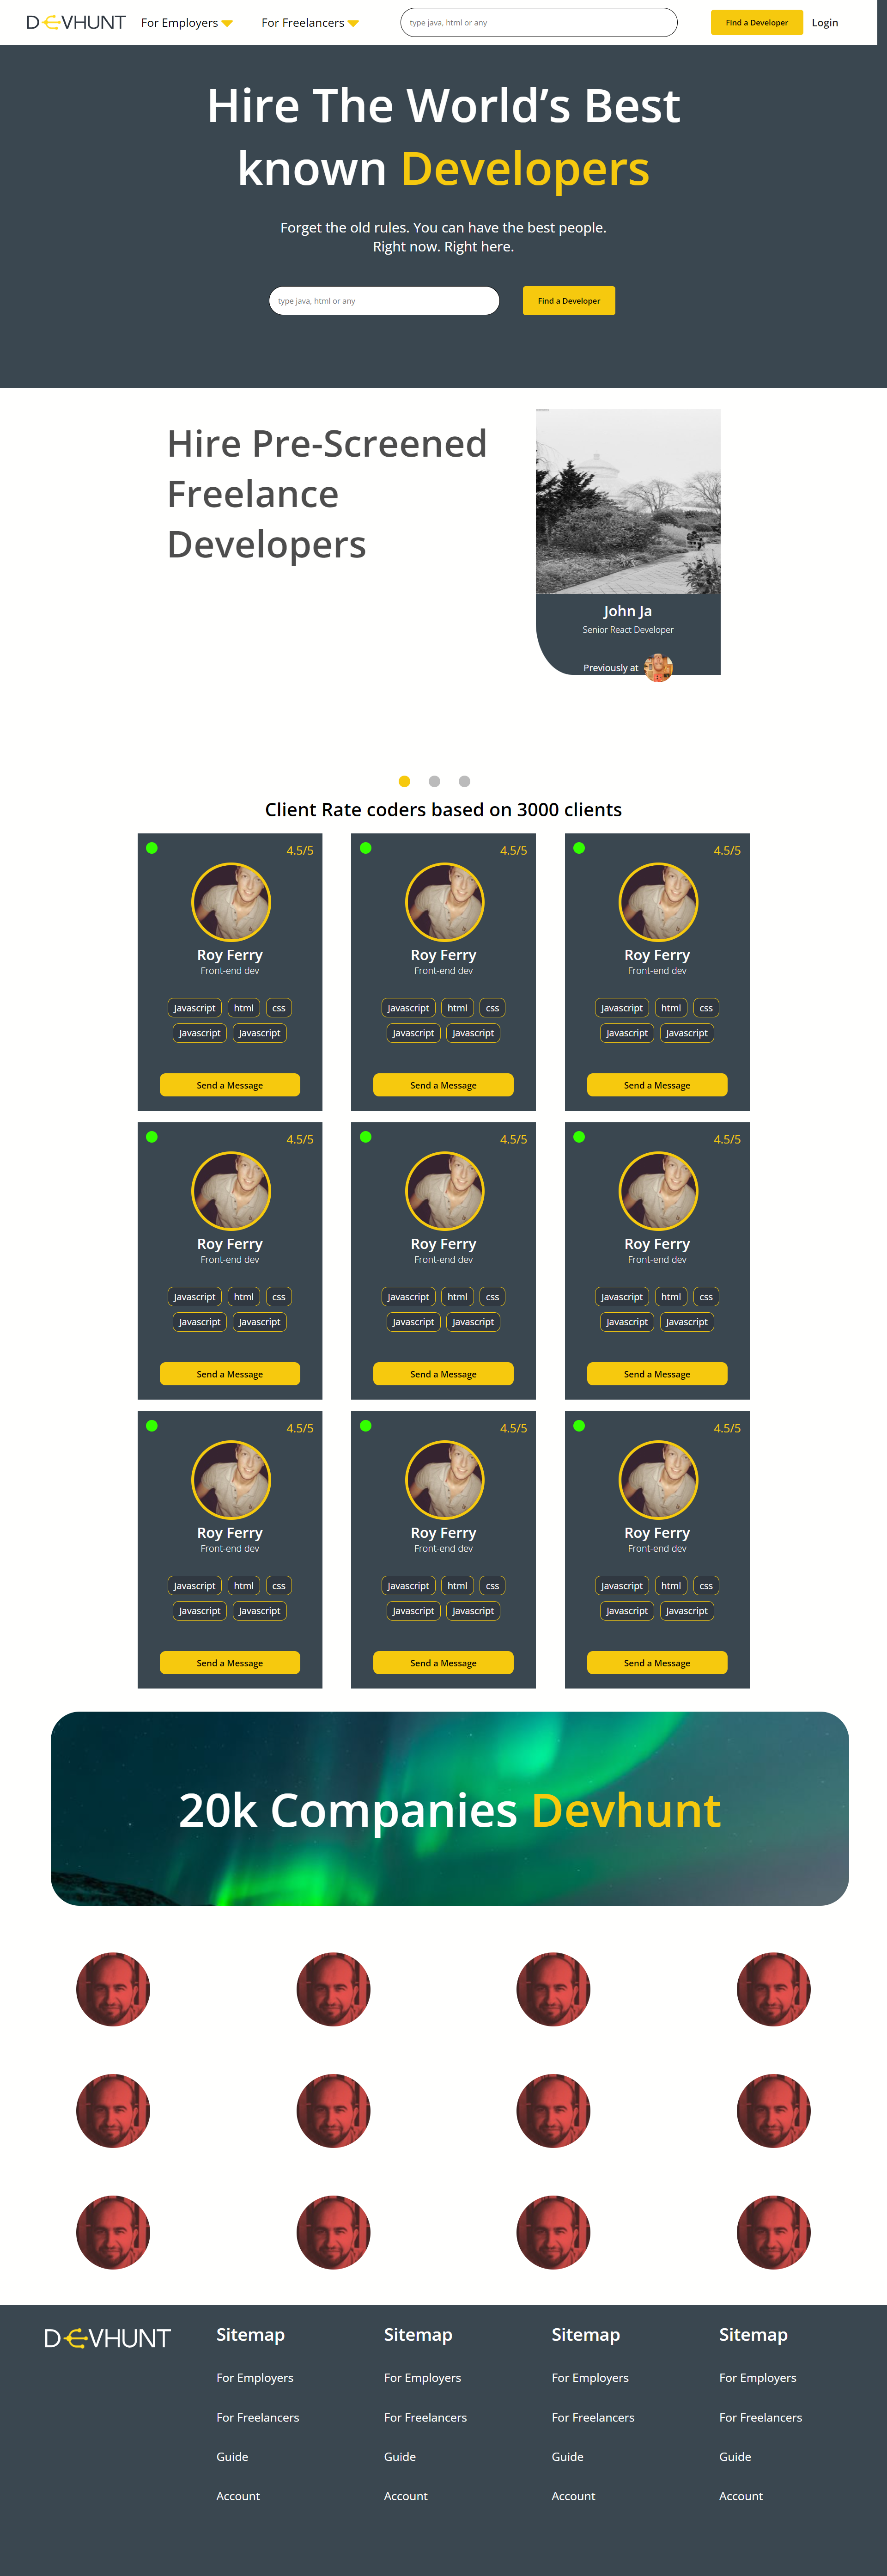 DEVHUNT For Employers For Freelancers type java, html or any Find a Developer Login
Hire The World's Best
known Developers
Forget the old rules. You can have the best people.
Right now. Right here.
type java, html or any Find a Developer
Hire Pre-Screened
Freelance
Developers
John Ja
Senior React Developer
Previously at
Client Rate coders based on 3000 clients
4.5/5 4.5/5 4.5/5
Roy Ferry Roy Ferry Roy Ferry
Front-end dev Front-end dev Front-end dev
Javascript html css Javascript html css Javascript html css
Javascript Javascript Javascript Javascript Javascript Javascript
Send a Message Send a Message Send a Message
4.5/5 4.5/5 4.5/5
Roy Ferry Roy Ferry Roy Ferry
Front-end dev Front-end dev Front-end dev
Javascript html css Javascript html css Javascript html css
Javascript Javascript Javascript Javascript Javascript Javascript
Send a Message Send a Message Send a Message
4.5/5 4.5/5 4.5/5
Roy Ferry Roy Ferry Roy Ferry
Front-end dev Front-end dev Front-end dev
Javascript html css Javascript html css Javascript html css
Javascript Javascript Javascript Javascript Javascript Javascript
Send a Message Send a Message Send a Message
20k Companies Devhunt
DEVHUNT Sitemap Sitemap Sitemap Sitemap
For Employers For Employers For Employers For Employers
For Freelancers For Freelancers For Freelancers For Freelancers
Guide Guide Guide Guide
Account Account Account Account